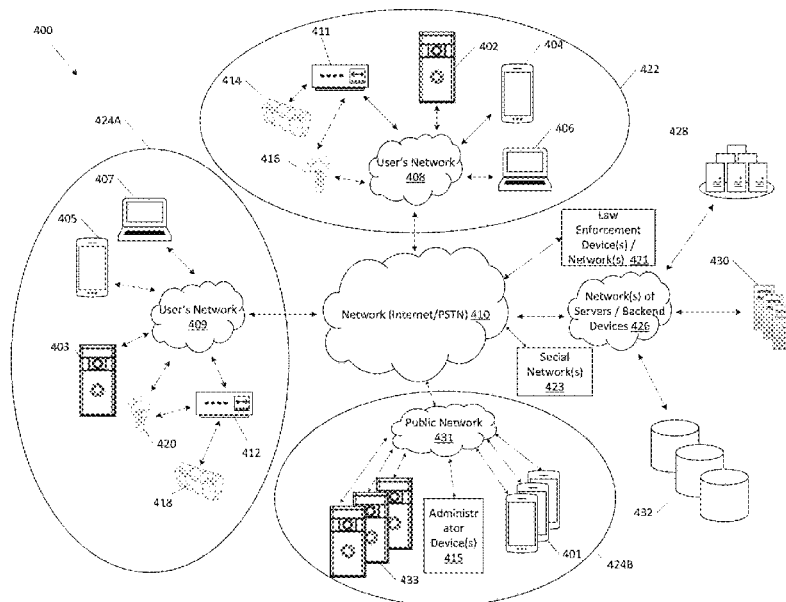 400
411
402
404
422
414
416
User's Network
408
406
424A
428
407
405
Law
Enforcement
Device(s) /
Network(s) 421
430
User's Network
409
Network (Internet/PSTN) 410
Network(s) of
Servers / Backend
Devices 426
403
Social
Network(s)
423
420
412
418
Public Network
431
Administr
ator
Device(s)
415
433
401
424B
432